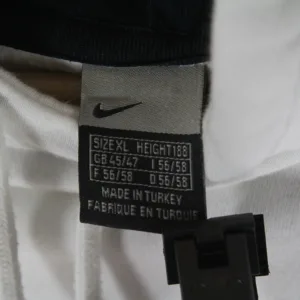 SIZE XL HEIGHT 188
GB 45/47 I 56/58
F 56/58 D 56/58
MADE IN TURKEY
FABRIQUE EN TURQUIE